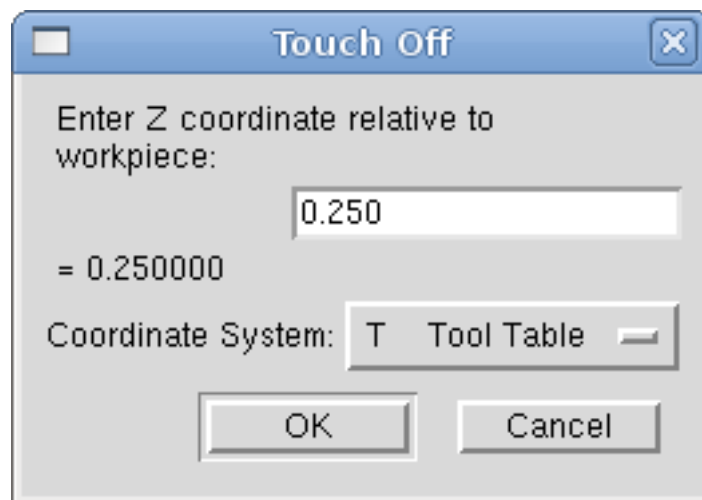 Touch Off
Enter Z coordinate relative to
workpiece:
0.250
= 0.250000
Coordinate System: T Tool Table
OK Cancel